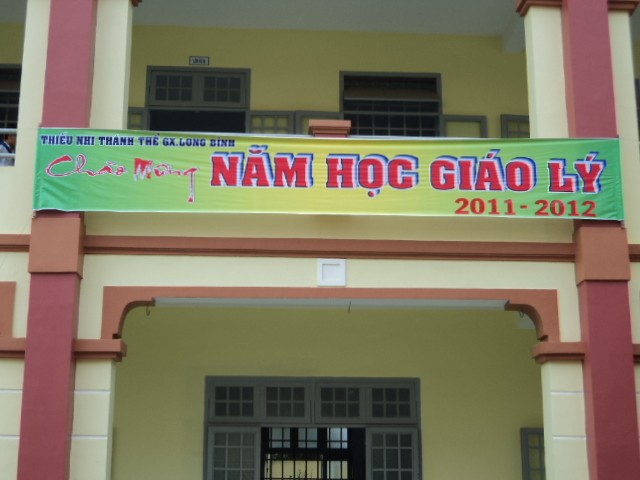 THIẾU NHI THÁNH THỂ GX.LONG BÌNH
Chào Mừng NĂM HỌC GIÁO LÝ
2011 - 2012